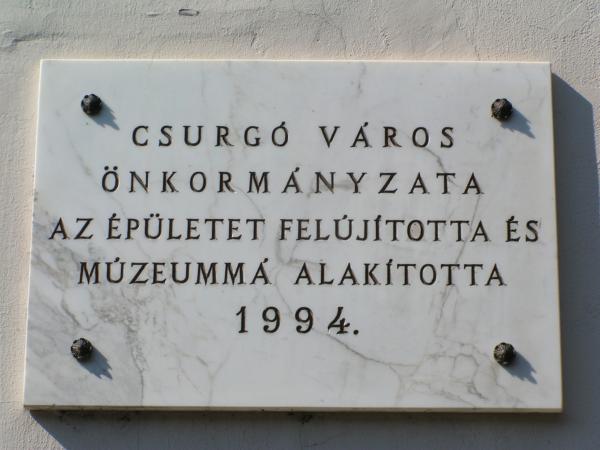 CSURGÓ VÁROS
ÖNKORMÁNYZATA
AZ ÉPÜLETET FELÚJÍTOTTA ÉS
MÚZEUMMÁ ALAKÍTOTTA
1994.